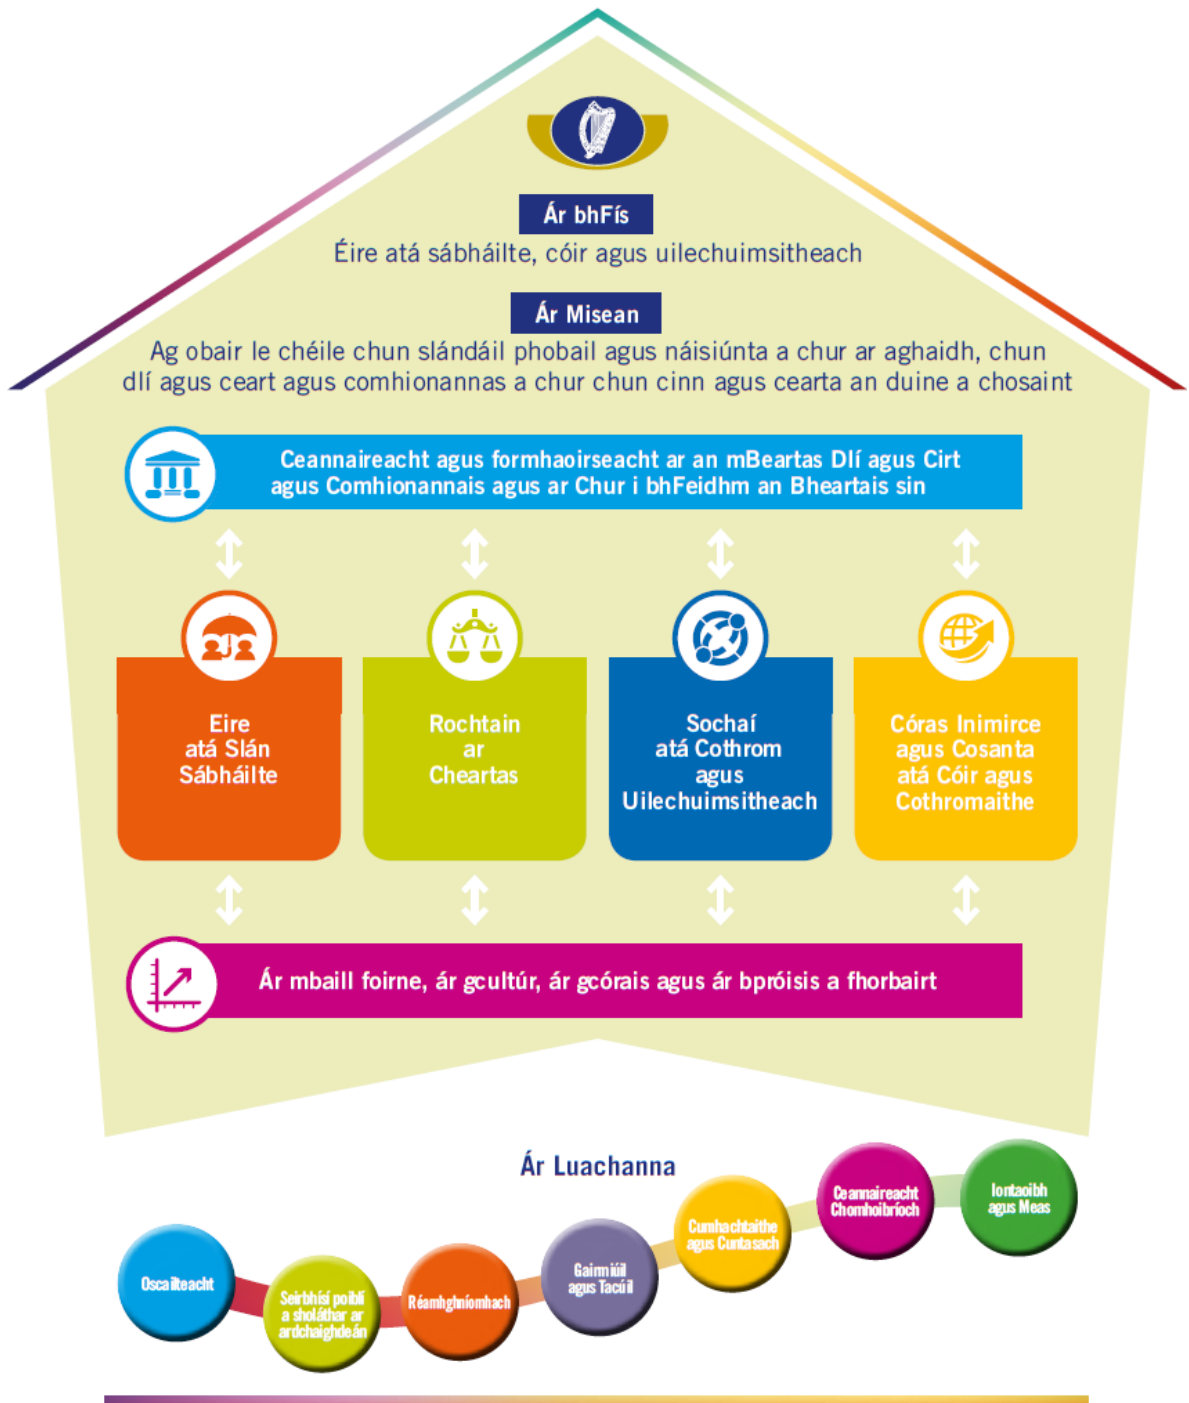 Ár bhFís
Éire atá sábháilte, cóir agus uilechuimsitheach
Ár Misean
Ag obair le chéile chun slándáil phobail agus náisiúnta a chur ar aghaidh, chun
dlí agus ceart agus comhionannas a chur chun cinn agus cearta an duine a chosaint
Ceannaireacht agus formhaoirseacht ar an mBeartas Dlí agus Cirt
agus Comhionannais agus ar Chur i bhFeidhm an Bheartais sin
Eire
atá Slán
Sábháilte
Rochtain
ar
Cheartas
Sochaí
atá Cothrom
agus
Uilechuimsitheach
Córas Inimirce
agus Cosanta
atá Cóir agus
Cothromaithe
Ár mbaill foirne, ár gcultúr, ár gcórais agus ár bpróisis a fhorbairt
Ár Luachanna
Oscailteacht
Seirbhísí poiblí
a sholáthar ar
ardchaighdeán
Réamhghníomhach
Gairmiúil
agus Tacúil
Cumhachtaithe
agus Cuntasach
Ceannaireacht
Chomhoibríoch
Iontaoibh
agus Meas